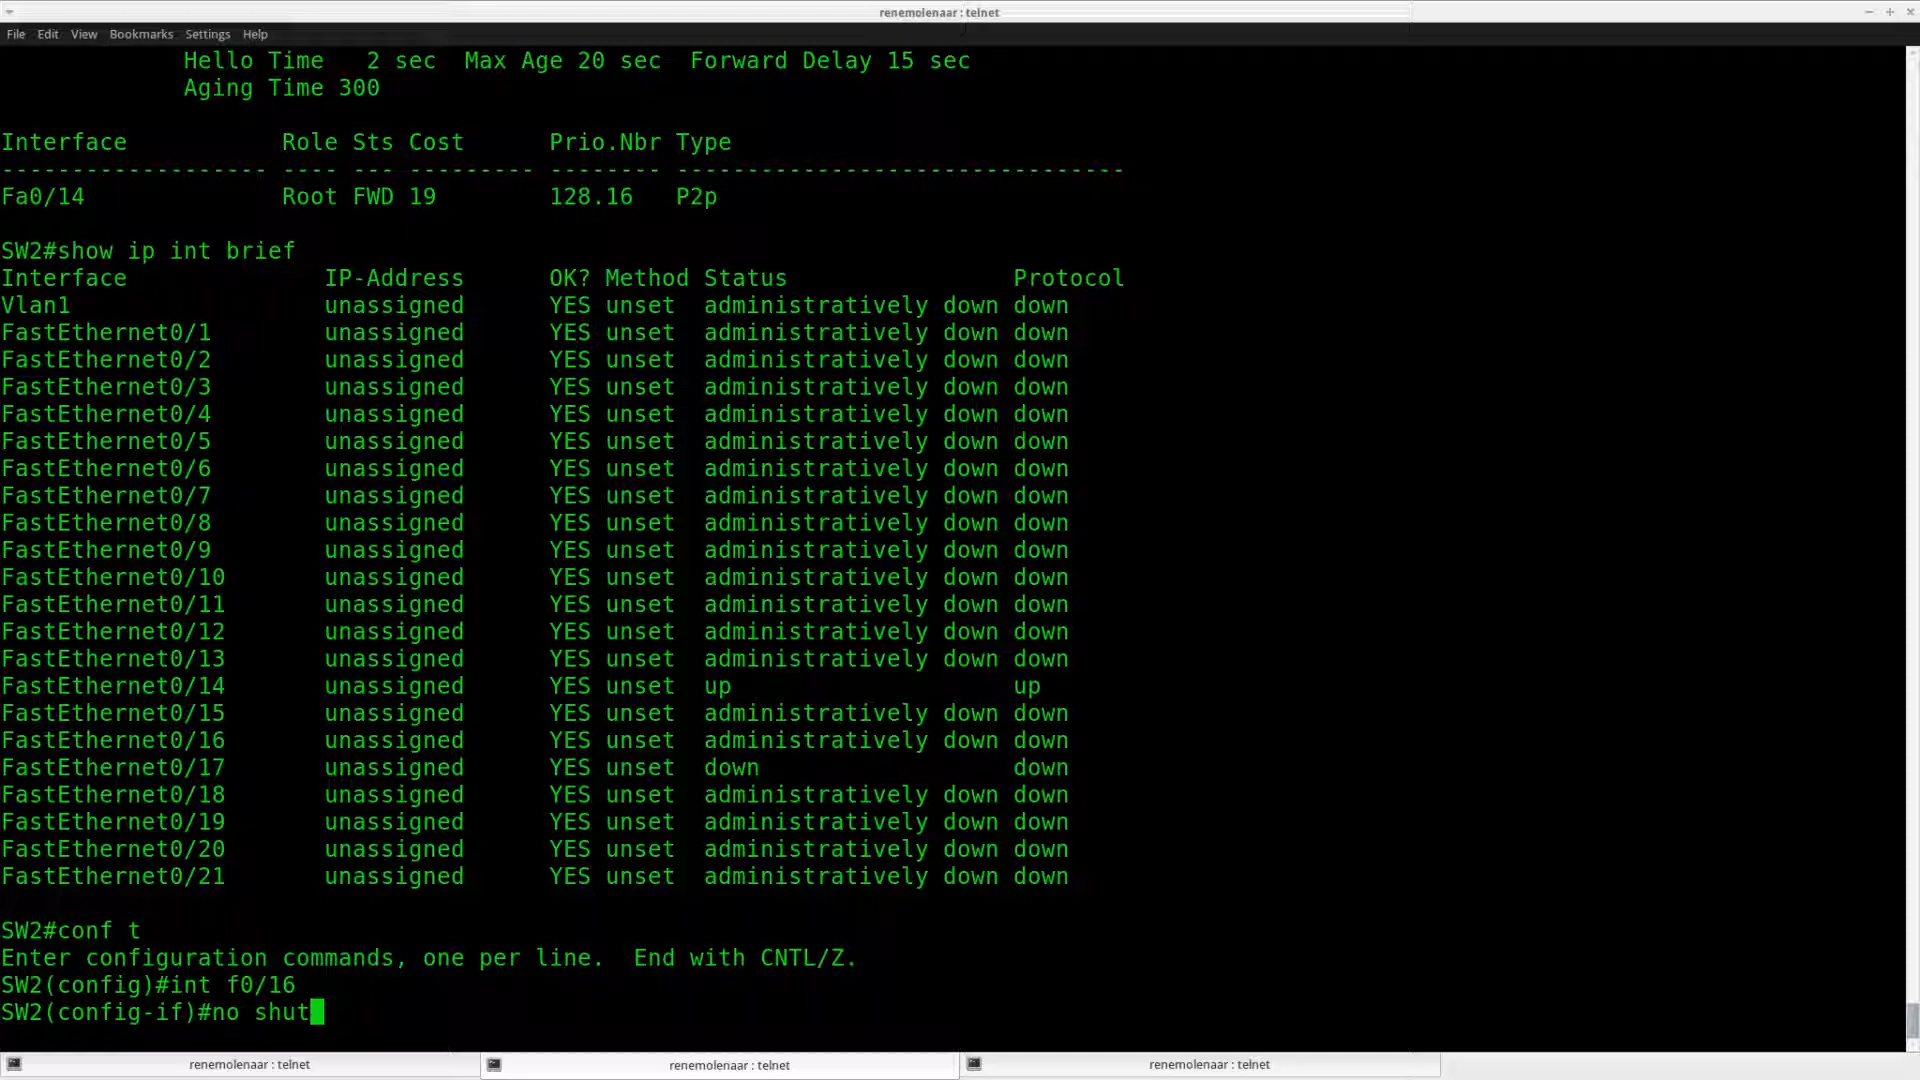 renemolenaar : telnet
File Edit View Bookmarks Settings Help
Hello Time   2 sec  Max Age 20 sec  Forward Delay 15 sec
Aging Time 300
Interface           Role Sts Cost      Prio.Nbr Type
------------------- ---- --- --------- -------- --------------------------------
Fa0/14              Root FWD 19        128.16   P2p
SW2#show ip int brief
Interface              IP-Address      OK? Method Status                Protocol
Vlan1                  unassigned      YES unset  administratively down down
FastEthernet0/1        unassigned      YES unset  administratively down down
FastEthernet0/2        unassigned      YES unset  administratively down down
FastEthernet0/3        unassigned      YES unset  administratively down down
FastEthernet0/4        unassigned      YES unset  administratively down down
FastEthernet0/5        unassigned      YES unset  administratively down down
FastEthernet0/6        unassigned      YES unset  administratively down down
FastEthernet0/7        unassigned      YES unset  administratively down down
FastEthernet0/8        unassigned      YES unset  administratively down down
FastEthernet0/9        unassigned      YES unset  administratively down down
FastEthernet0/10       unassigned      YES unset  administratively down down
FastEthernet0/11       unassigned      YES unset  administratively down down
FastEthernet0/12       unassigned      YES unset  administratively down down
FastEthernet0/13       unassigned      YES unset  administratively down down
FastEthernet0/14       unassigned      YES unset  up                    up
FastEthernet0/15       unassigned      YES unset  administratively down down
FastEthernet0/16       unassigned      YES unset  administratively down down
FastEthernet0/17       unassigned      YES unset  down                  down
FastEthernet0/18       unassigned      YES unset  administratively down down
FastEthernet0/19       unassigned      YES unset  administratively down down
FastEthernet0/20       unassigned      YES unset  administratively down down
FastEthernet0/21       unassigned      YES unset  administratively down down
SW2#conf t
Enter configuration commands, one per line.  End with CNTL/Z.
SW2(config)#int f0/16
SW2(config-if)#no shut
renemolenaar : telnet renemolenaar : telnet renemolenaar : telnet